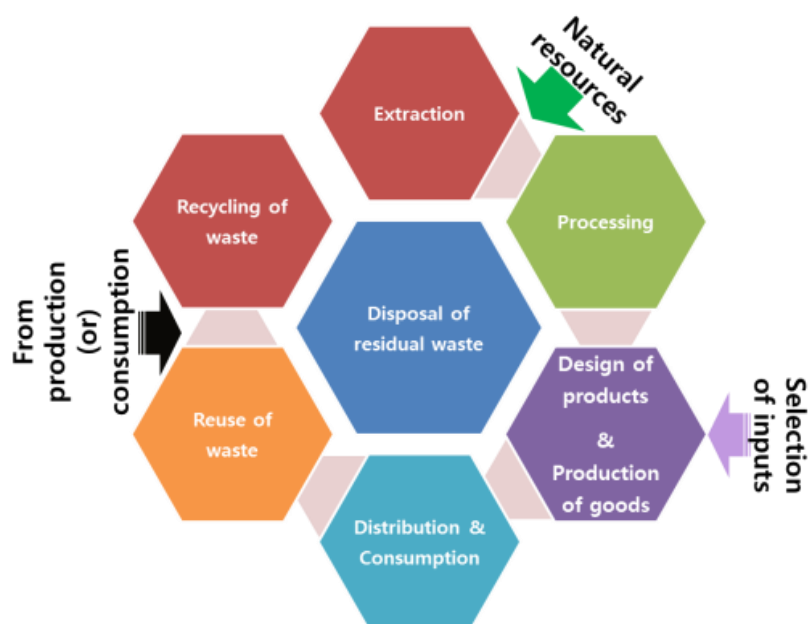 Natural
resources
Extraction
Recycling of
waste
Processing
From
production
(or)
consumption
Disposal of
residual waste
Design of
products
&
Production
of goods
Selection
of inputs
Reuse of
waste
Distribution &
Consumption